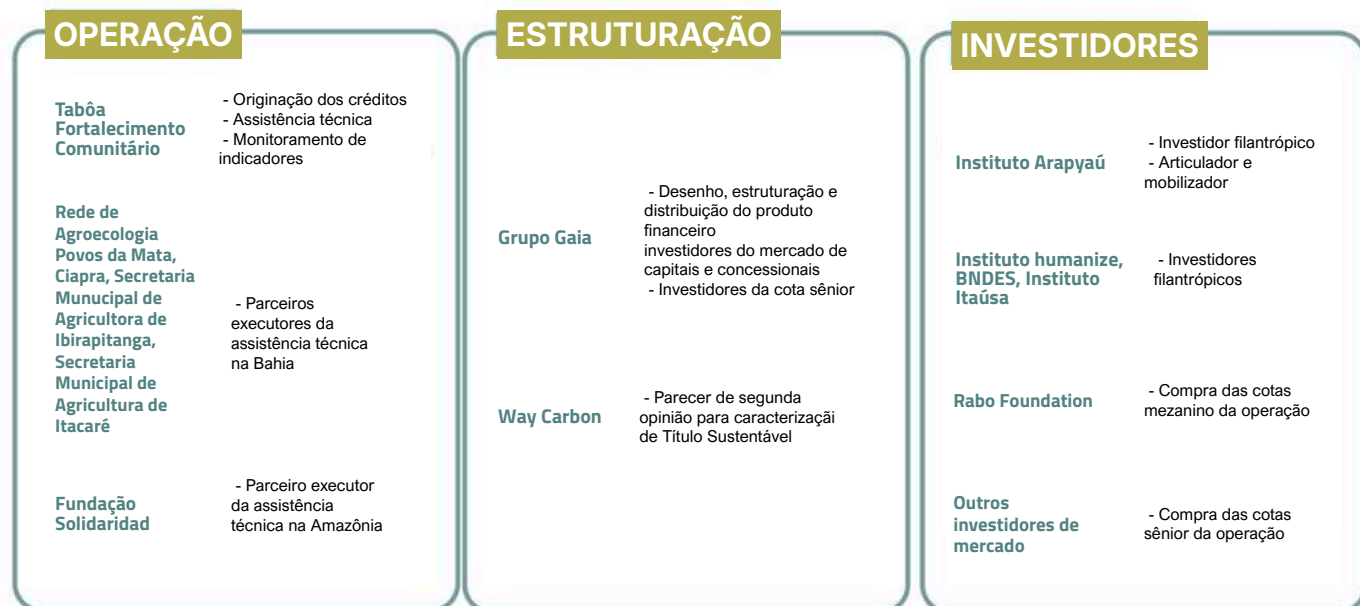 OPERAÇÃO
Tabôa
Fortalecimento
Comunitário
- Originação dos créditos
- Assistência técnica
- Monitoramento de
indicadores
Rede de
Agroecologia
Povos da Mata,
Ciapra, Secretaria
Munucipal de
Agricultora de
Ibirapitanga,
Secretaria
Municipal de
Agricultura de
Itacaré
- Parceiros
executores da
assistência técnica
na Bahia
Fundação
Solidaridad
- Parceiro executor
da assistência
técnica na Amazônia
ESTRUTURAÇÃO
Grupo Gaia
- Desenho, estruturação e
distribuição do produto
financeiro
investidores do mercado de
capitais e concessionais
- Investidores da cota sênior
Way Carbon
- Parecer de segunda
opinião para caracterizaçã
de Título Sustentável
INVESTIDORES
Instituto Arapyaú
- Investidor filantrópico
- Articulador e
mobilizador
Instituto humanize,
BNDES, Instituto
Itaúsa
- Investidores
filantrópicos
Rabo Foundation
- Compra das cotas
mezanino da operação
Outros
investidores de
mercado
- Compra das cotas
sênior da operação